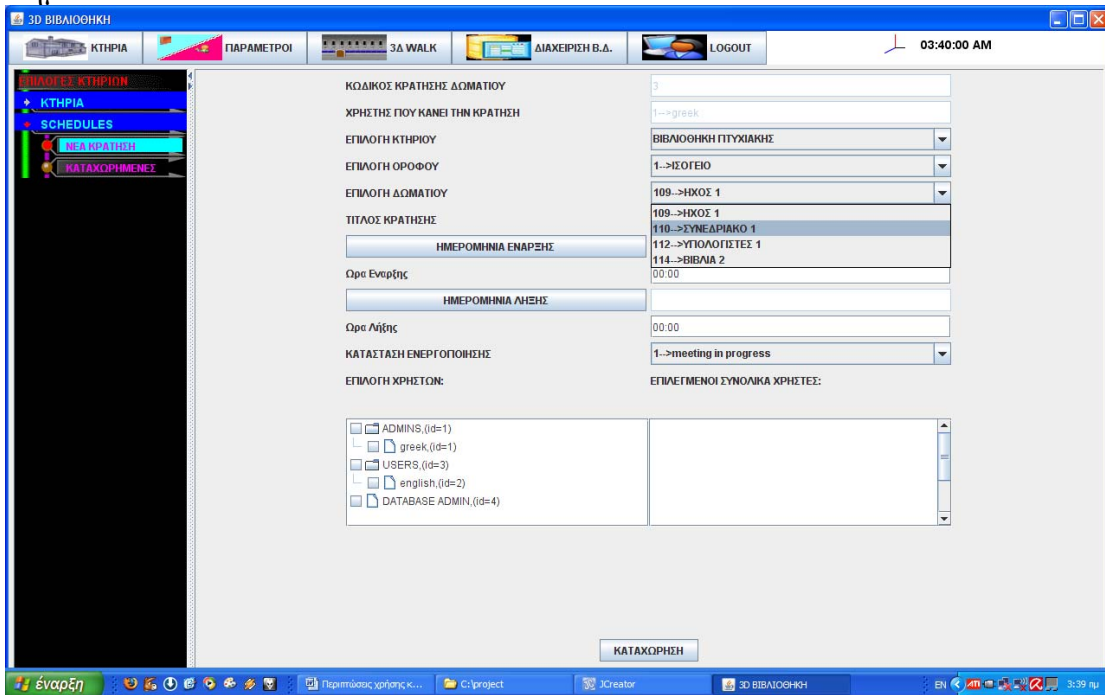 3D ΒΙΒΛΙΟΘΗΚΗ
ΚΤΗΡΙΑ
ΠΑΡΑΜΕΤΡΟΙ
3Δ WALK
ΔΙΑΧΕΙΡΙΣΗ Β.Δ.
LOGOUT
03:40:00 AM
ΕΠΙΛΟΓΕΣ ΚΤΗΡΙΩΝ
ΚΤΗΡΙΑ
SCHEDULES
ΝΕΑ ΚΡΑΤΗΣΗ
ΚΑΤΑΧΩΡΗΜΕΝΕΣ
ΚΩΔΙΚΟΣ ΚΡΑΤΗΣΗΣ ΔΩΜΑΤΙΟΥ
3
ΧΡΗΣΤΗΣ ΠΟΥ ΚΑΝΕΙ ΤΗΝ ΚΡΑΤΗΣΗ
1-->greek
ΕΠΙΛΟΓΗ ΚΤΗΡΙΟΥ
ΒΙΒΛΙΟΘΗΚΗ ΠΤΥΧΙΑΚΗΣ
ΕΠΙΛΟΓΗ ΟΡΟΦΟΥ
1-->ΙΣΟΓΕΙΟ
ΕΠΙΛΟΓΗ ΔΩΜΑΤΙΟΥ
109-->ΗΧΟΣ 1
109-->ΗΧΟΣ 1
110-->ΣΥΝΕΔΡΙΑΚΟ 1
112-->ΥΠΟΛΟΓΙΣΤΕΣ 1
114-->ΒΙΒΛΙΑ 2
ΤΙΤΛΟΣ ΚΡΑΤΗΣΗΣ
ΗΜΕΡΟΜΗΝΙΑ ΕΝΑΡΞΗΣ
Ωρα Εναρξης
00:00
ΗΜΕΡΟΜΗΝΙΑ ΛΗΞΗΣ
Ωρα Λήξης
00:00
ΚΑΤΑΣΤΑΣΗ ΕΝΕΡΓΟΠΟΙΗΣΗΣ
1-->meeting in progress
ΕΠΙΛΟΓΗ ΧΡΗΣΤΩΝ:
ΕΠΙΛΕΓΜΕΝΟΙ ΣΥΝΟΛΙΚΑ ΧΡΗΣΤΕΣ:
ADMINS,(id=1)
greek,(id=1)
USERS,(id=3)
english,(id=2)
DATABASE ADMIN,(id=4)
ΚΑΤΑΧΩΡΗΣΗ
έναρξη
Περιπτώσεις χρήσης κ...
C:\project
JCreator
3D ΒΙΒΛΙΟΘΗΚΗ
EN
3:39 πμ